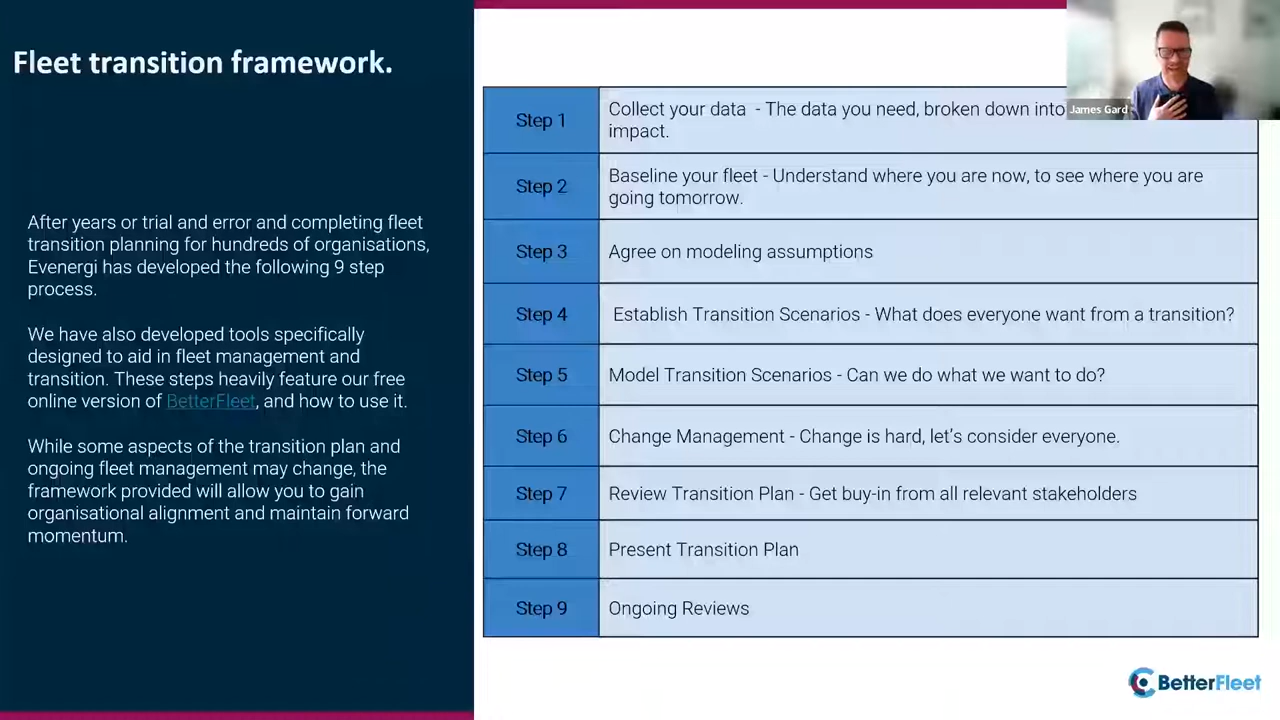 Fleet transition framework.
After years or trial and error and completing fleet
transition planning for hundreds of organisations,
Evenergi has developed the following 9 step
process.
We have also developed tools specifically
designed to aid in fleet management and
transition. These steps heavily feature our free
online version of BetterFleet, and how to use it.
While some aspects of the transition plan and
ongoing fleet management may change, the
framework provided will allow you to gain
organisational alignment and maintain forward
momentum.
James Gard
Step 1
Collect your data - The data you need, broken down into
impact.
Step 2
Baseline your fleet - Understand where you are now, to see where you are
going tomorrow.
Step 3
Agree on modeling assumptions
Step 4
Establish Transition Scenarios - What does everyone want from a transition?
Step 5
Model Transition Scenarios - Can we do what we want to do?
Step 6
Change Management - Change is hard, let's consider everyone.
Step 7
Review Transition Plan - Get buy-in from all relevant stakeholders
Step 8
Present Transition Plan
Step 9
Ongoing Reviews
BetterFleet